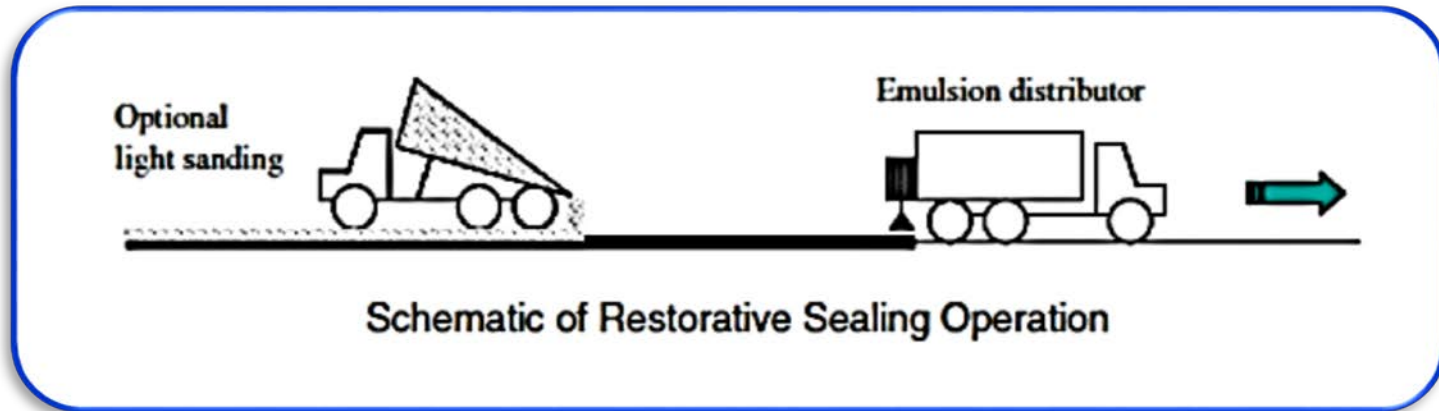 Optional
light sanding
Emulsion distributor
Schematic of Restorative Sealing Operation